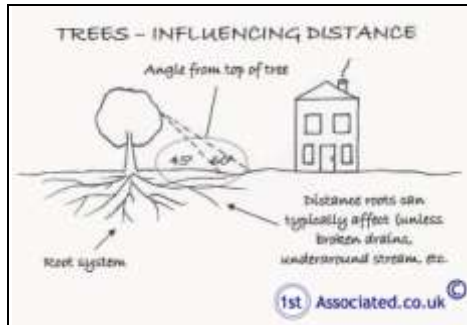 TREES - INFLUENCING DISTANCE
Angle from top of tree
45° 60°
Distance roots can
typically affect (unless
broken drains,
underground stream, etc.
Root system
1st Associated.co.uk ©